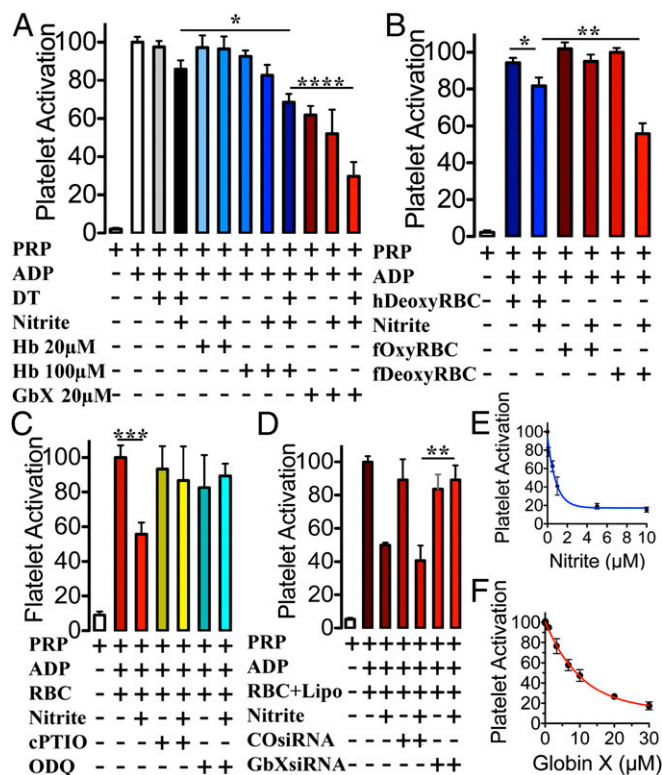 A
Platelet Activation
100
80
60
40
20
0
*
****
PRP + + + + + + + + + + + +
ADP - + + + + + + + + + + +
DT - - + + - - - - + - - +
Nitrite - - - + - + - + + - + +
Hb 20µM - - - - + + - - - - - -
Hb 100µM - - - - - - + + + - - -
GbX 20µM - - - - - - - - - + + +
B
Platelet Activation
100
80
60
40
20
0
*
**
PRP + + + + + + +
ADP - + + + + + +
hDeoxyRBC - + + - - - -
Nitrite - - + - + - +
fOxyRBC - - - + + - -
fDeoxyRBC - - - - - + +
C
Platelet Activation
100
80
60
40
20
0
***
PRP + + + + + + +
ADP - + + + + + +
RBC - + + + + + +
Nitrite - - + - + - +
cPTIO - - - + + - -
ODQ - - - - - + +
D
Platelet Activation
100
80
60
40
20
0
**
PRP + + + + + + +
ADP - + + + + + +
RBC+Lipo - + + + + + +
Nitrite - - + - + - +
COsiRNA - - - + + - -
GbXsiRNA - - - - - + +
E
Platelet Activation
100
80
60
40
20
0
0 2 4 6 8 10
Nitrite (µM)
F
Platelet Activation
100
80
60
40
20
0
0 10 20 30
Globin X (µM)